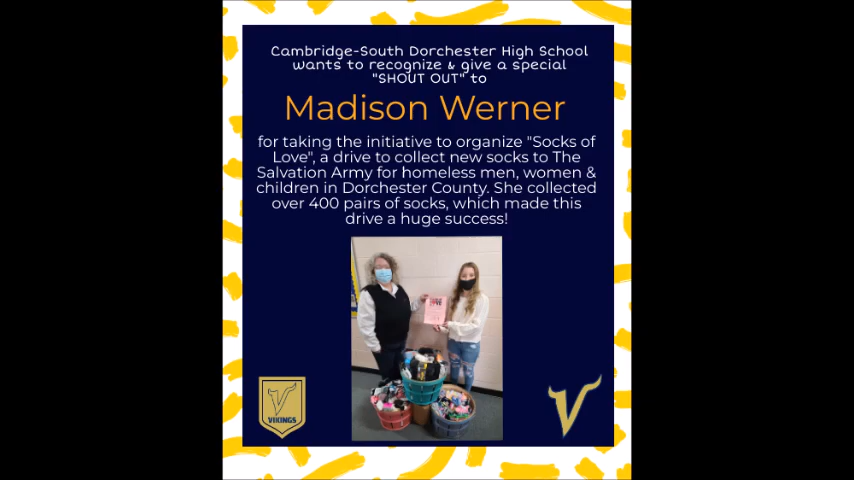 Cambridge-South Dorchester High School
wants to recognize & give a special
"SHOUT OUT" to
Madison Werner
for taking the initiative to organize "Socks of
Love", a drive to collect new socks to The
Salvation Army for homeless men, women &
children in Dorchester County. She collected
over 400 pairs of socks, which made this
drive a huge success!
V
VIKINGS
V